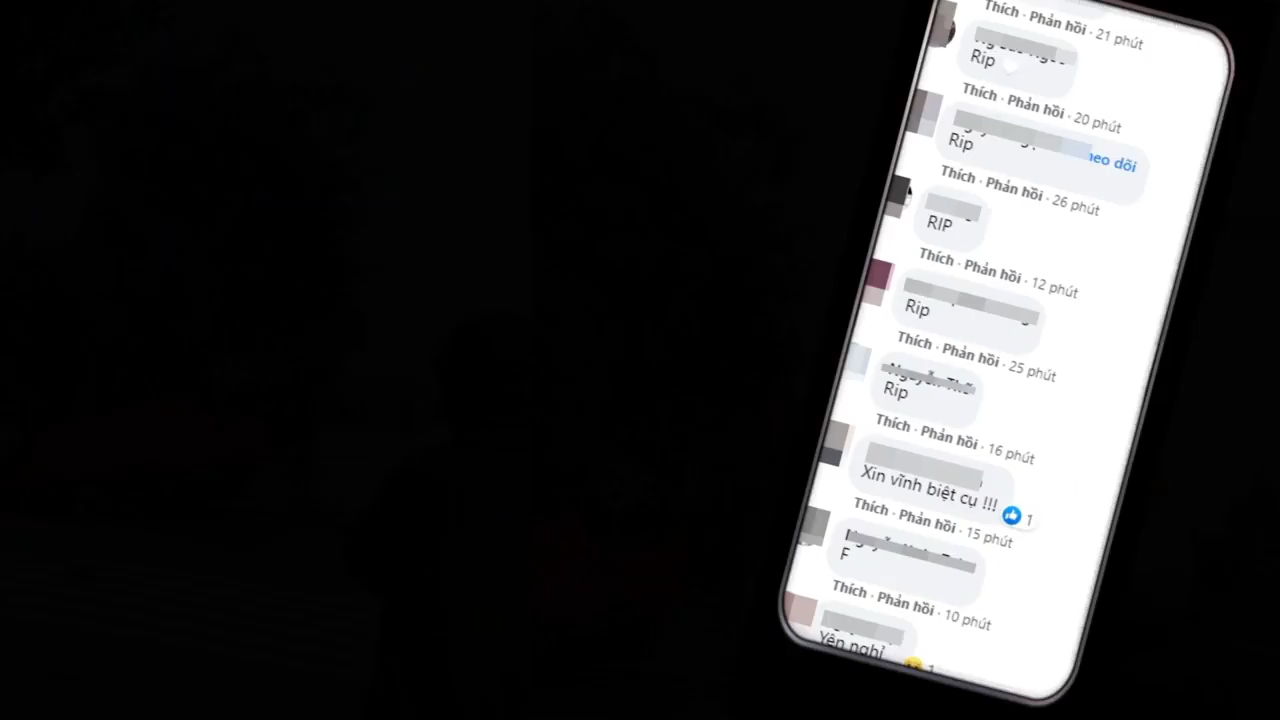 Thích · Phản hồi · 21 phút
Rip
Thích · Phản hồi · 20 phút
Rip
Thích · Phản hồi · 26 phút
RIP
Thích · Phản hồi · 12 phút
Rip
Thích · Phản hồi · 25 phút
Rip
Thích · Phản hồi · 16 phút
Xin vĩnh biệt cụ !!!
1
Thích · Phản hồi · 15 phút
F
Thích · Phản hồi · 10 phút
Yên nghỉ